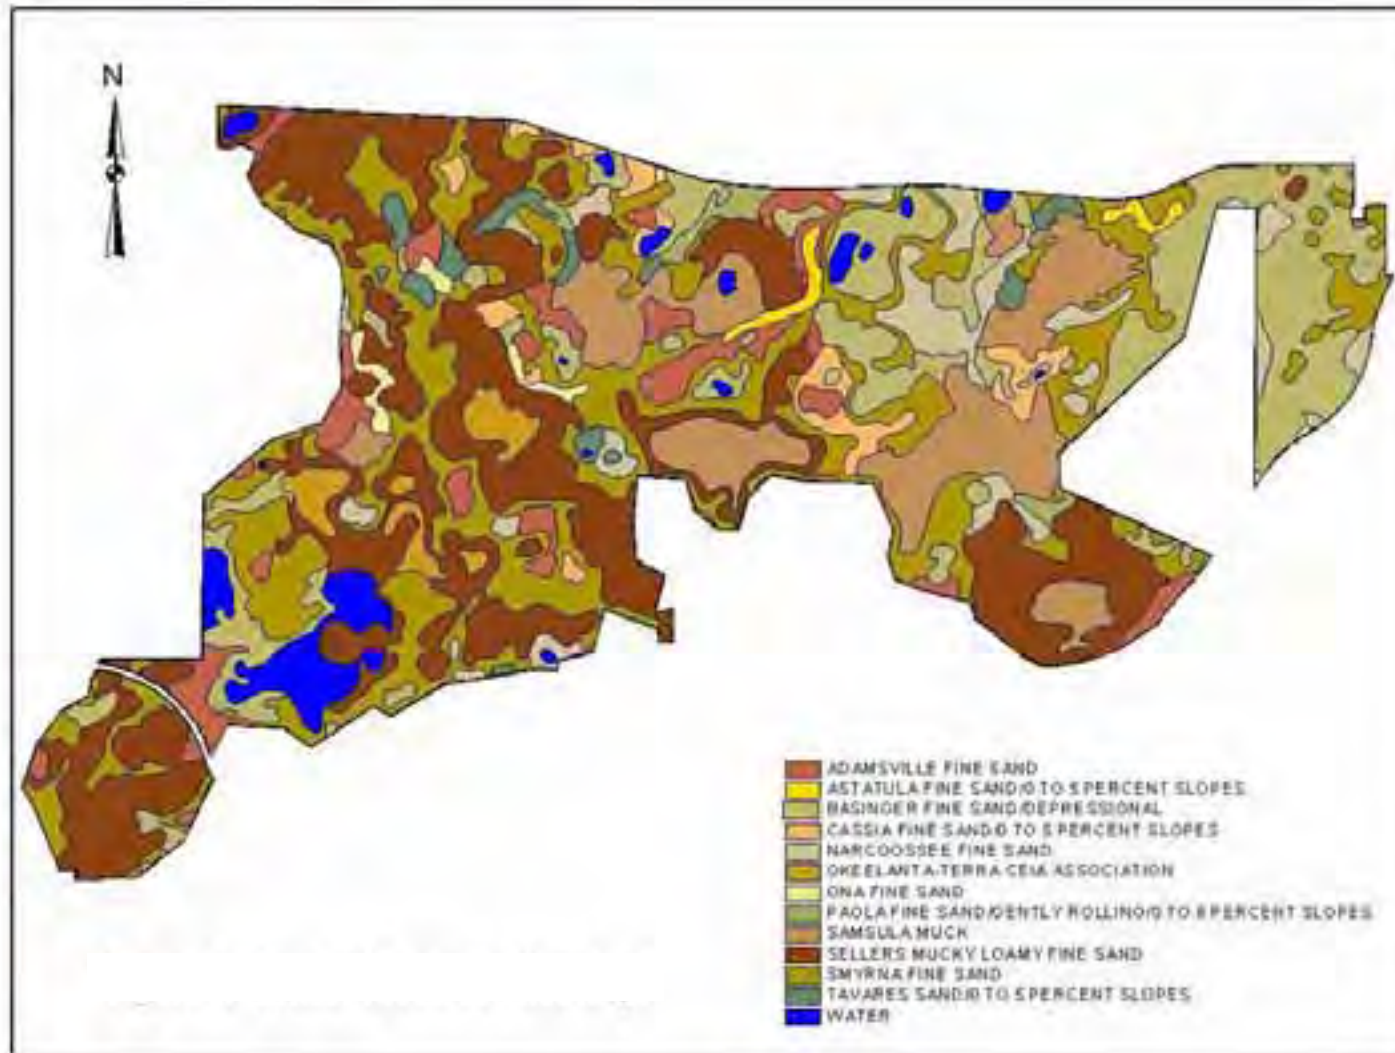 N
ADAMSVILLE FINE SAND
ASTATULA FINE SAND/0 TO 5 PERCENT SLOPES
BASINGER FINE SAND/DEPRESSIONAL
CASSIA FINE SAND/0 TO 5 PERCENT SLOPES
NARCOOSSEE FINE SAND
OKEELANTA-TERRA CEIA ASSOCIATION
ONA FINE SAND
PAOLA FINE SAND/GENTLY ROLLING/0 TO 8 PERCENT SLOPES
SAMSULA MUCK
SELLERS MUCKY LOAMY FINE SAND
SMYRNA FINE SAND
TAVARES SAND/0 TO 5 PERCENT SLOPES
WATER